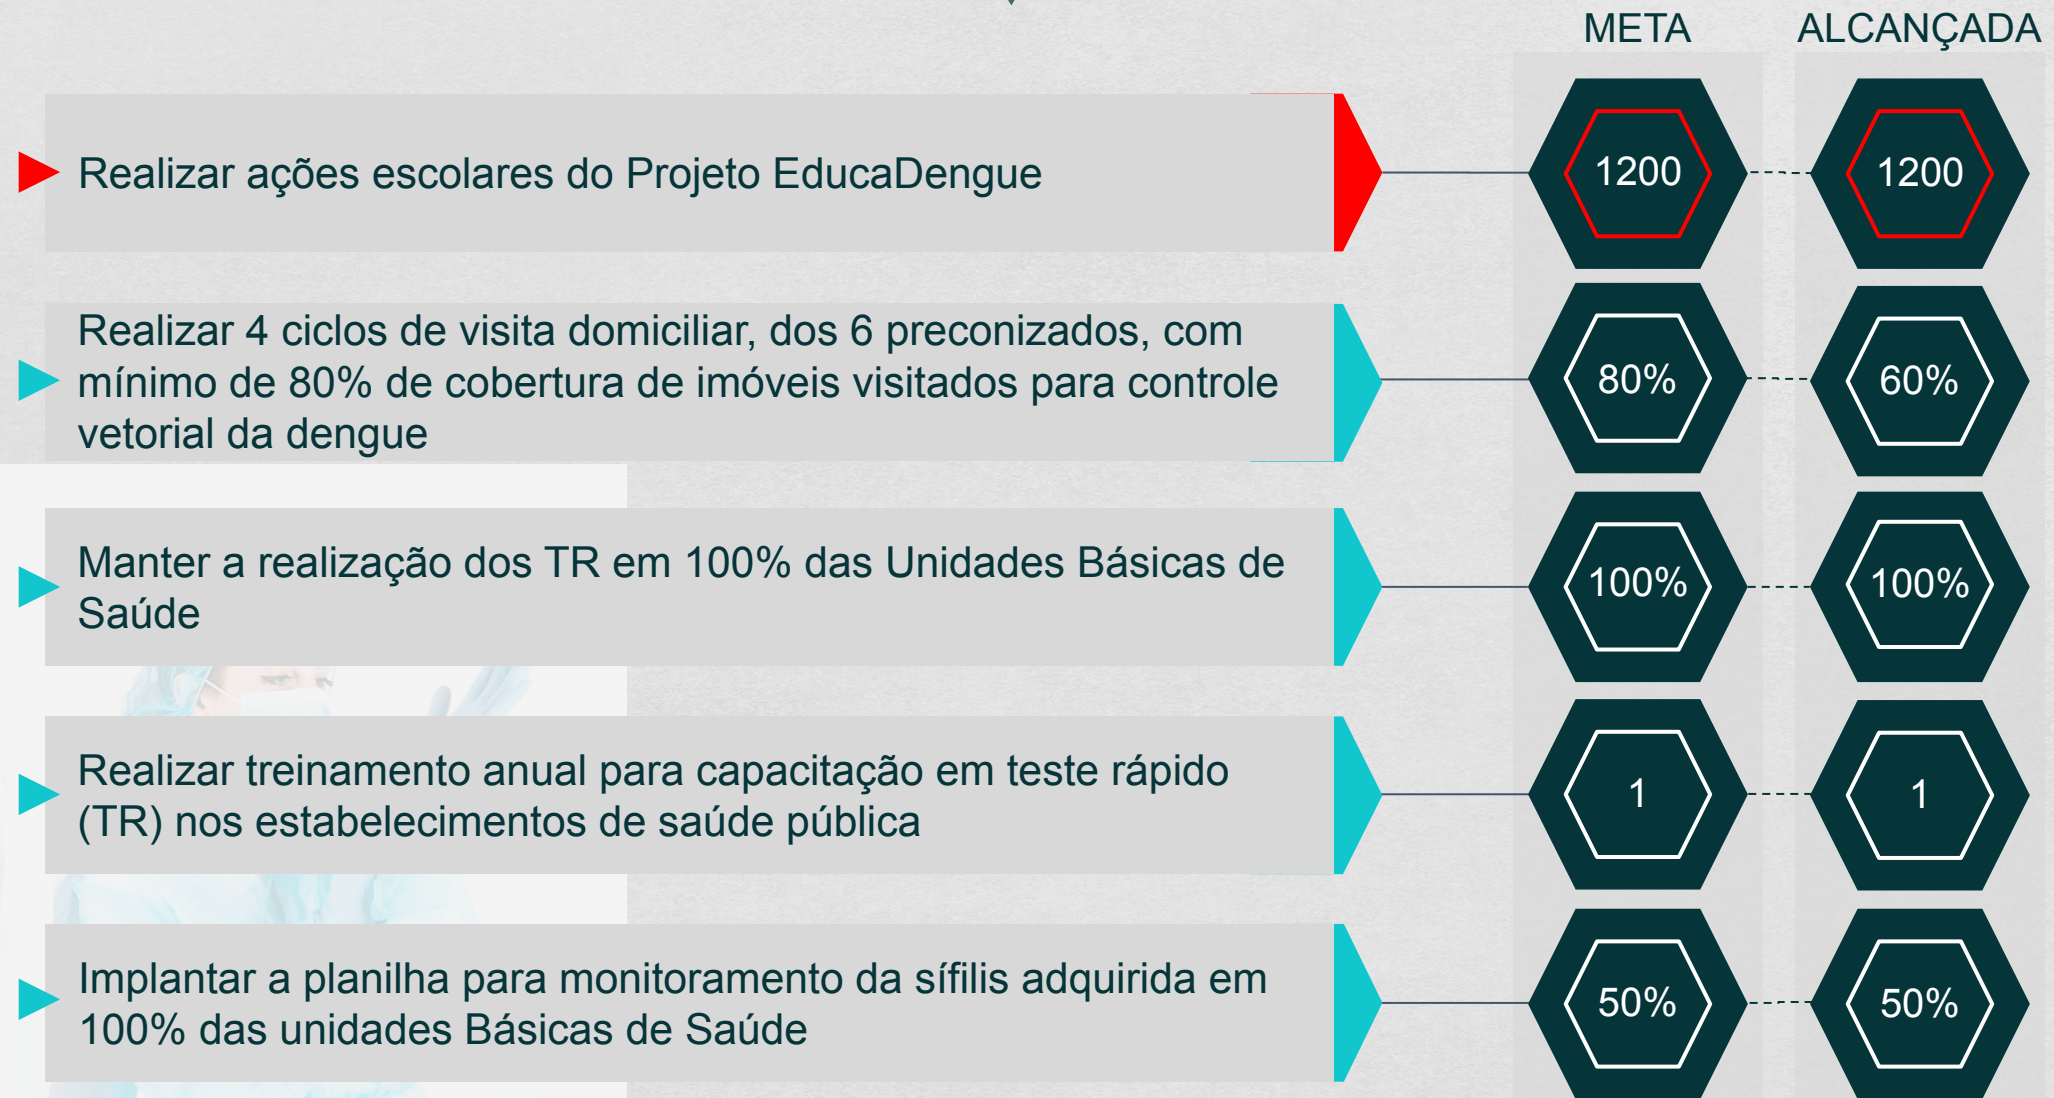 META ALCANÇADA
Realizar ações escolares do Projeto EducaDengue
1200 1200
Realizar 4 ciclos de visita domiciliar, dos 6 preconizados, com
mínimo de 80% de cobertura de imóveis visitados para controle
vetorial da dengue
80% 60%
Manter a realização dos TR em 100% das Unidades Básicas de
Saúde
100% 100%
Realizar treinamento anual para capacitação em teste rápido
(TR) nos estabelecimentos de saúde pública
1 1
Implantar a planilha para monitoramento da sífilis adquirida em
100% das unidades Básicas de Saúde
50% 50%